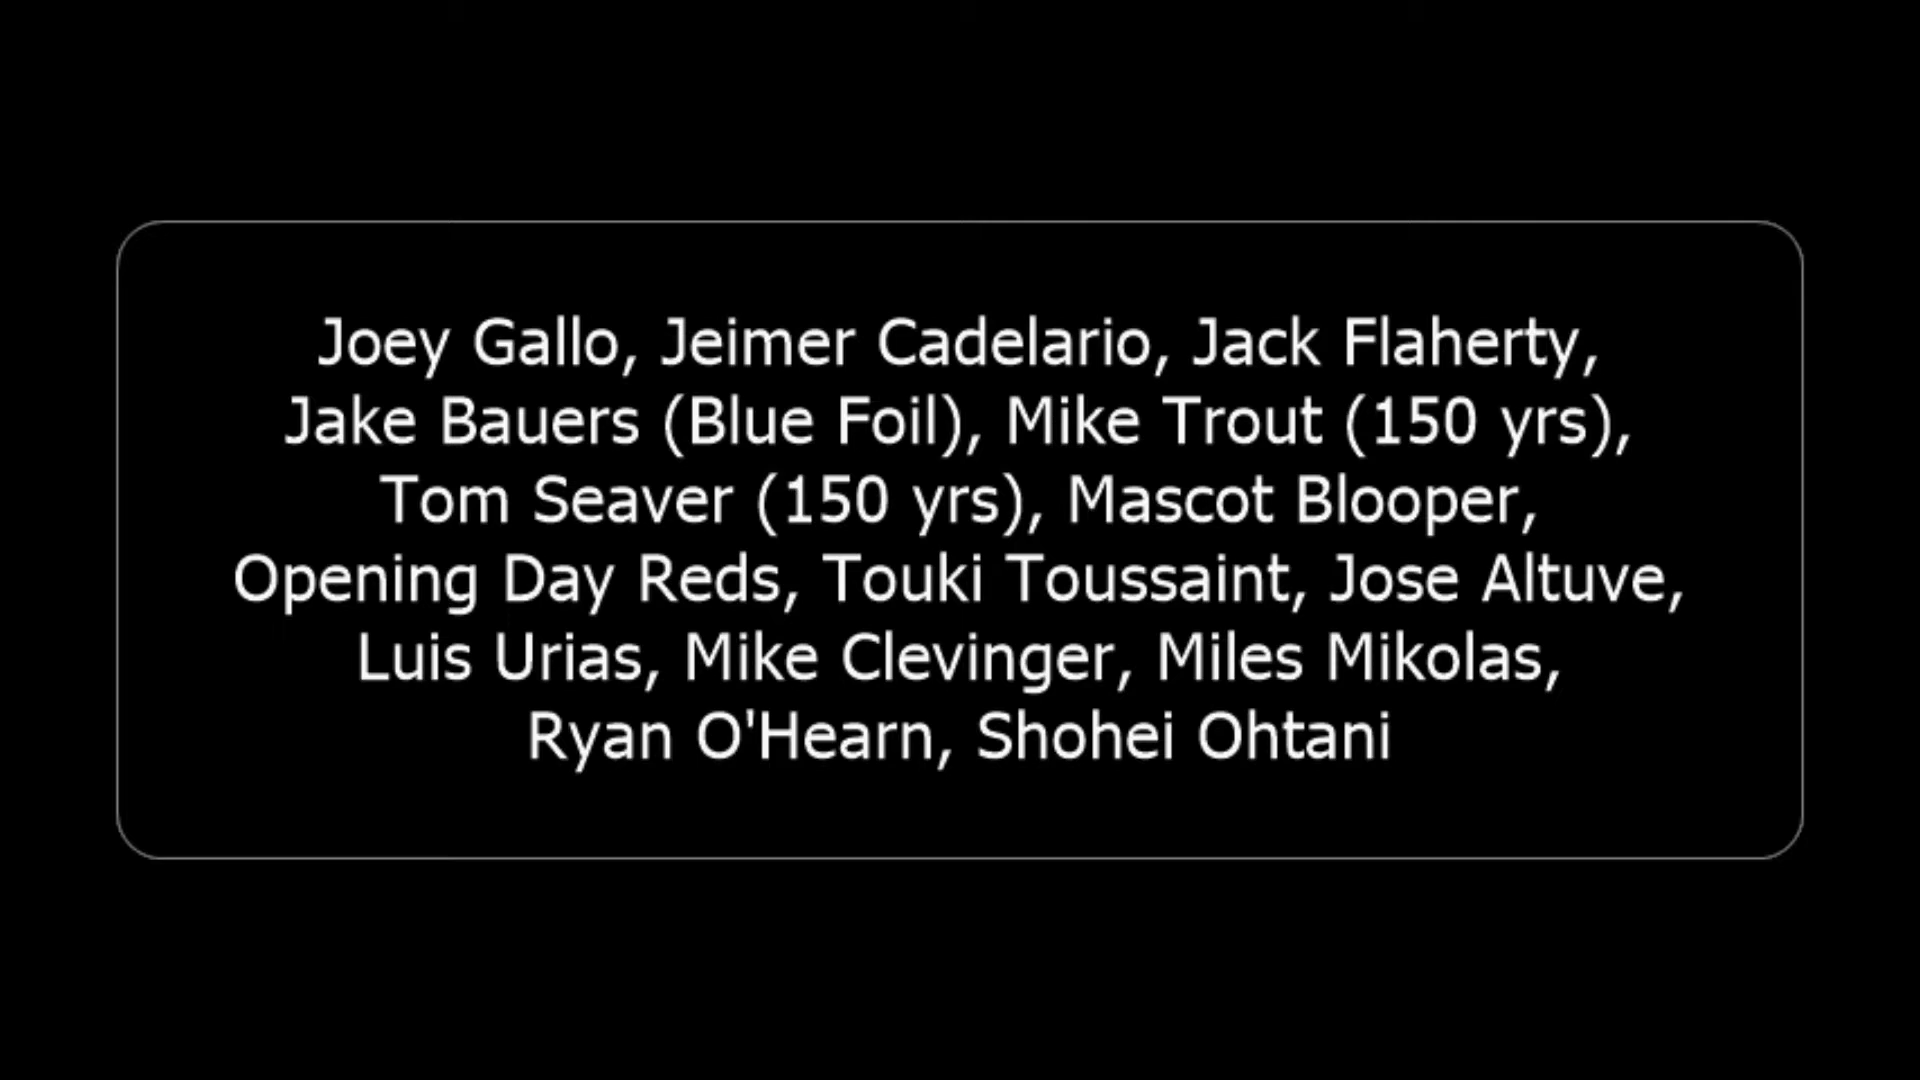 Joey Gallo, Jeimer Cadelario, Jack Flaherty,
Jake Bauers (Blue Foil), Mike Trout (150 yrs),
Tom Seaver (150 yrs), Mascot Blooper,
Opening Day Reds, Touki Toussaint, Jose Altuve,
Luis Urias, Mike Clevinger, Miles Mikolas,
Ryan O'Hearn, Shohei Ohtani